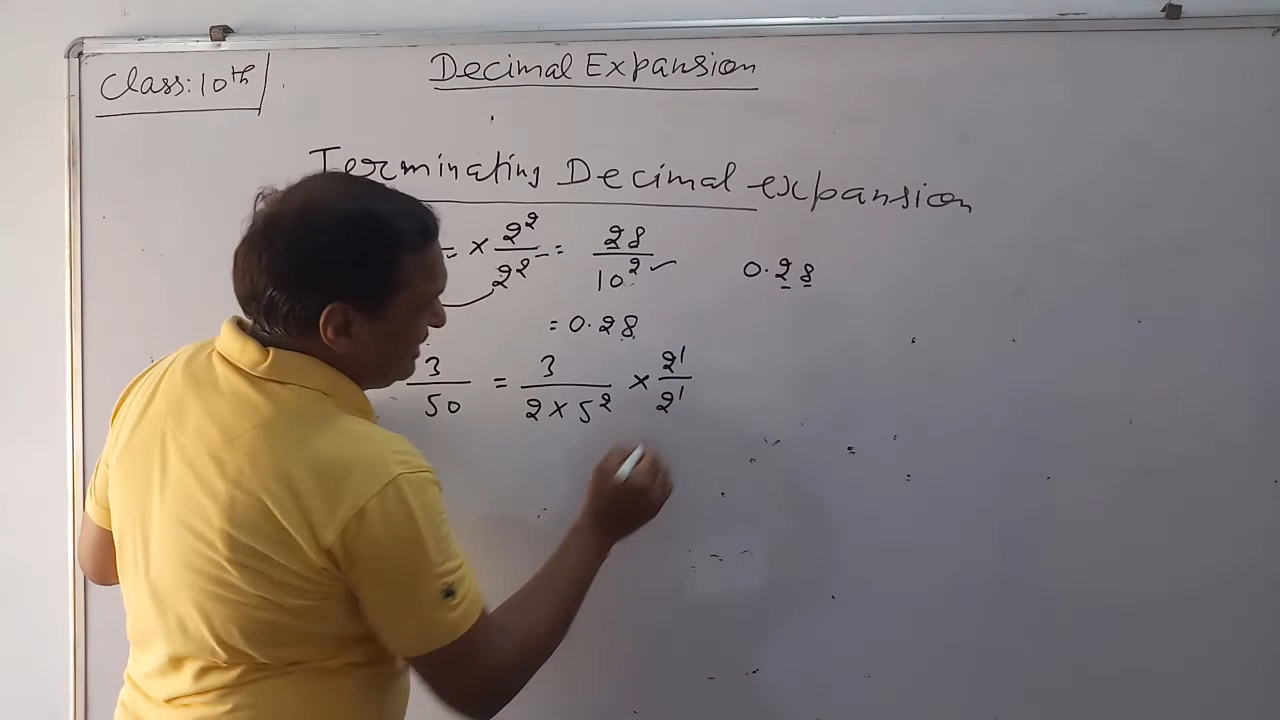 Class: 10th
Decimal Expansion
Terminating Decimal expansion
= × 2²/2² = 28/10² ✓ 0.28
= 0.28
3/50 = 3/(2 × 5²) × 2¹/2¹